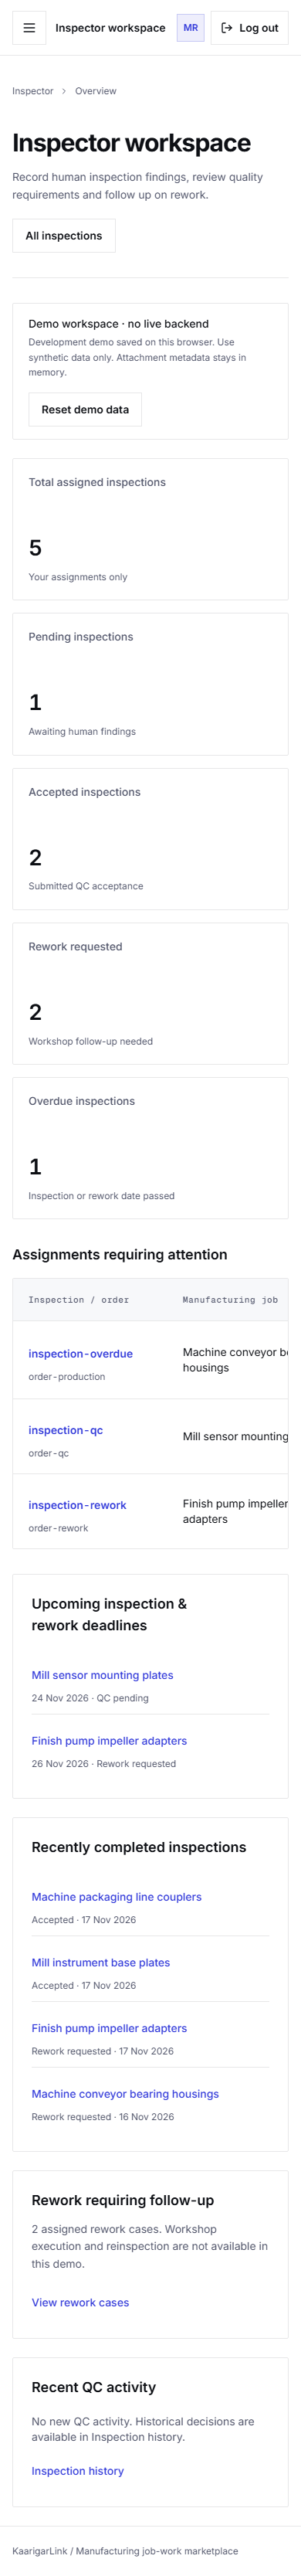 Inspector workspace
MR
Log out
Inspector > Overview
Inspector workspace
Record human inspection findings, review quality
requirements and follow up on rework.
All inspections
Demo workspace · no live backend
Development demo saved on this browser. Use
synthetic data only. Attachment metadata stays in
memory.
Reset demo data
Total assigned inspections
5
Your assignments only
Pending inspections
1
Awaiting human findings
Accepted inspections
2
Submitted QC acceptance
Rework requested
2
Workshop follow-up needed
Overdue inspections
1
Inspection or rework date passed
Assignments requiring attention
Inspection / order
Manufacturing job
inspection-overdue
order-production
Machine conveyor be
housings
inspection-qc
order-qc
Mill sensor mounting
inspection-rework
order-rework
Finish pump impeller
adapters
Upcoming inspection &
rework deadlines
Mill sensor mounting plates
24 Nov 2026 · QC pending
Finish pump impeller adapters
26 Nov 2026 · Rework requested
Recently completed inspections
Machine packaging line couplers
Accepted · 17 Nov 2026
Mill instrument base plates
Accepted · 17 Nov 2026
Finish pump impeller adapters
Rework requested · 17 Nov 2026
Machine conveyor bearing housings
Rework requested · 16 Nov 2026
Rework requiring follow-up
2 assigned rework cases. Workshop
execution and reinspection are not available in
this demo.
View rework cases
Recent QC activity
No new QC activity. Historical decisions are
available in Inspection history.
Inspection history
KaarigarLink / Manufacturing job-work marketplace